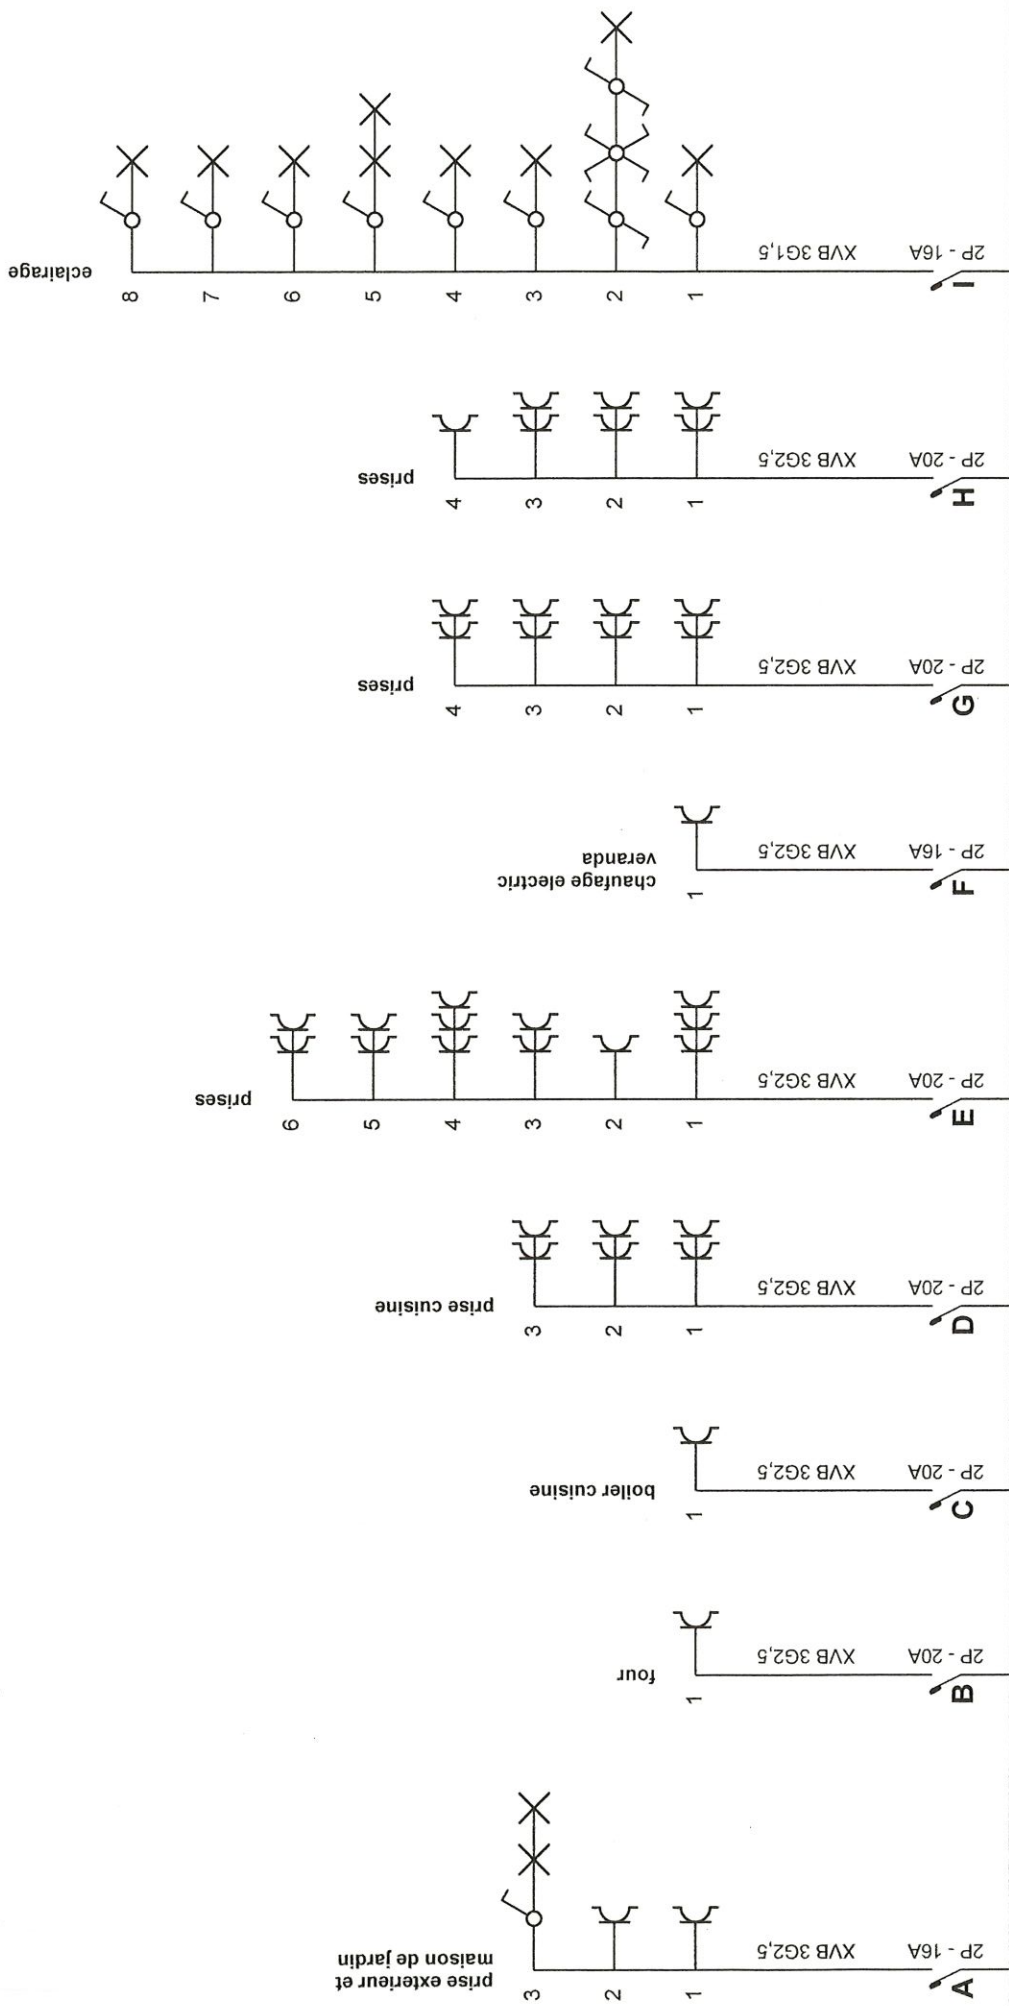 prise exterieur et
maison de jardin
3
2
1
XVB 3G2,5
2P - 16A
A
four
1
XVB 3G2,5
2P - 20A
B
boiler cuisine
1
XVB 3G2,5
2P - 20A
C
prise cuisine
3
2
1
XVB 3G2,5
2P - 20A
D
prises
6
5
4
3
2
1
XVB 3G2,5
2P - 20A
E
chaufage electric
veranda
1
XVB 3G2,5
2P - 16A
F
prises
4
3
2
1
XVB 3G2,5
2P - 20A
G
prises
4
3
2
1
XVB 3G2,5
2P - 20A
H
eclairage
8
7
6
5
4
3
2
1
XVB 3G1,5
2P - 16A
I